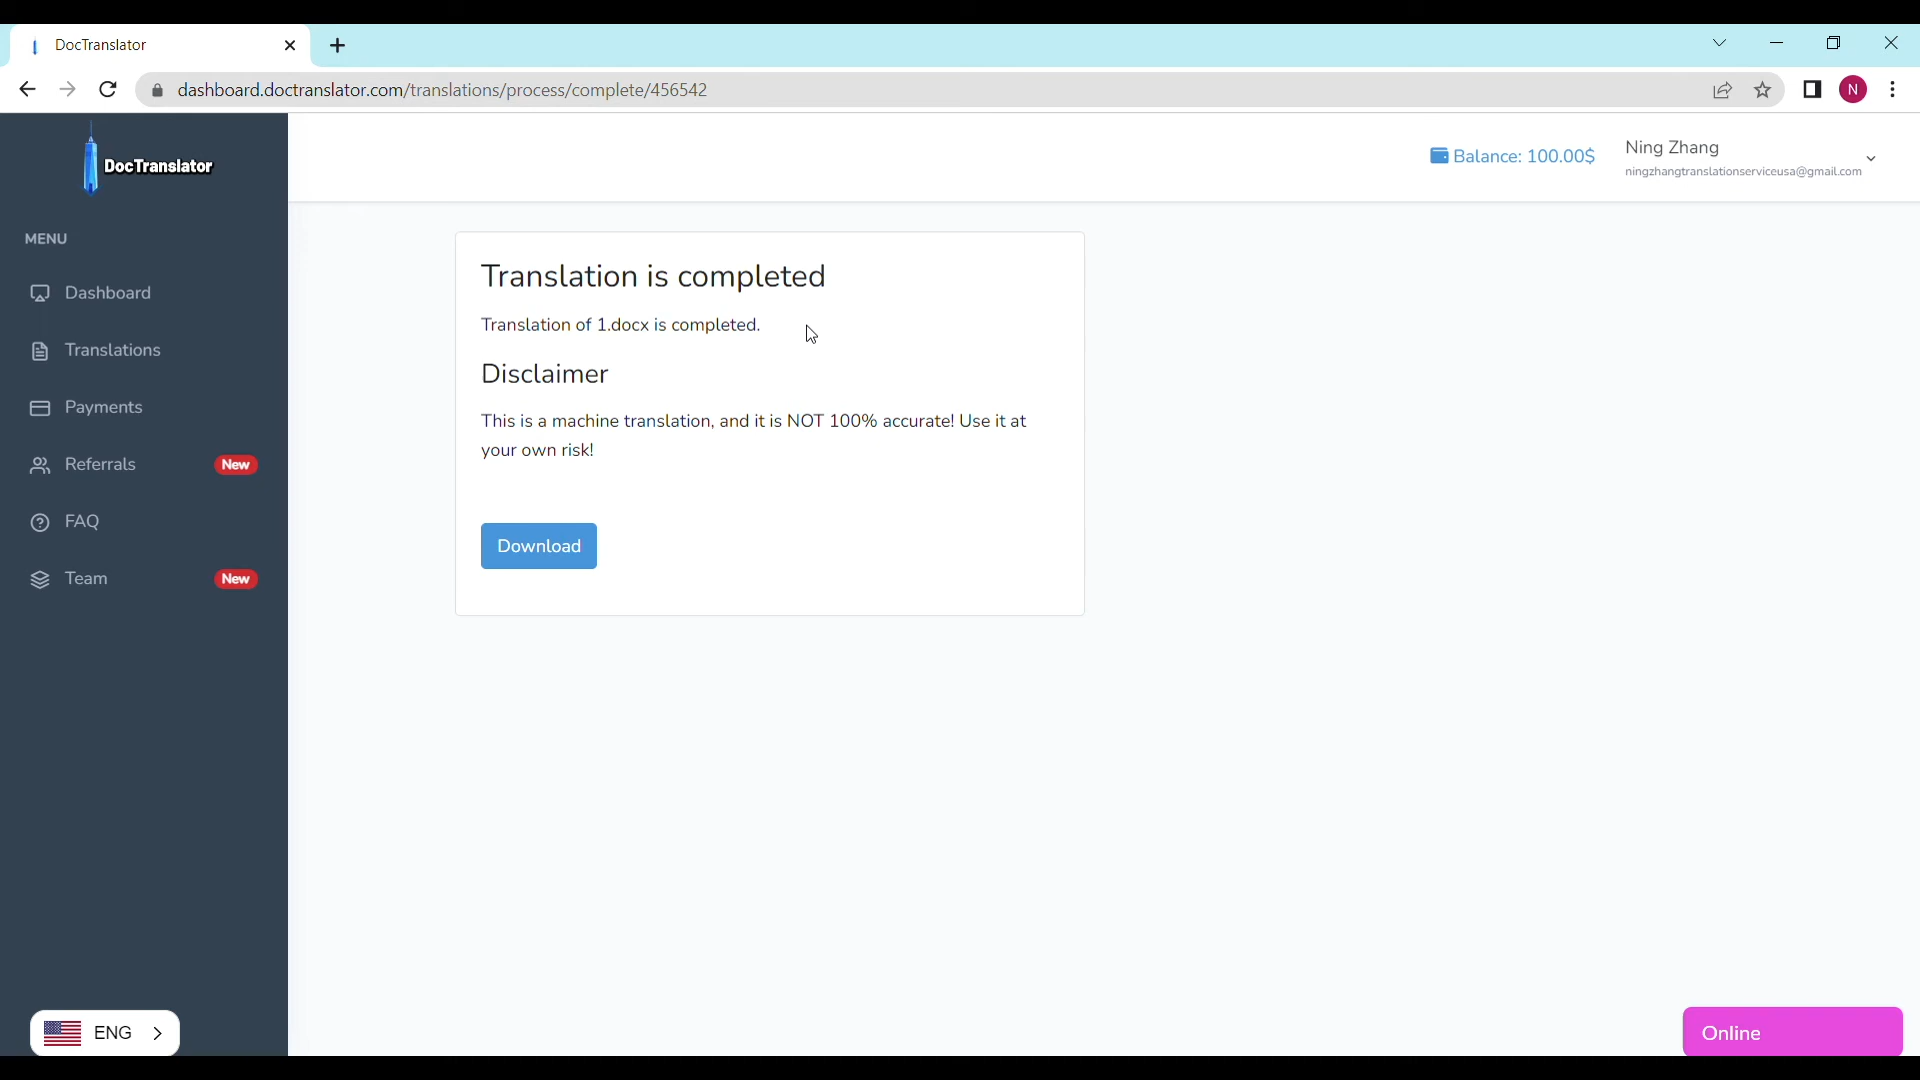 DocTranslator
dashboard.doctranslator.com/translations/process/complete/456542
N
DocTranslator
Balance: 100.00$
Ning Zhang
ningzhangtranslationserviceusa@gmail.com
MENU
Dashboard
Translations
Payments
Referrals New
FAQ
Team New
Translation is completed
Translation of 1.docx is completed.
Disclaimer
This is a machine translation, and it is NOT 100% accurate! Use it at
your own risk!
Download
ENG
Online